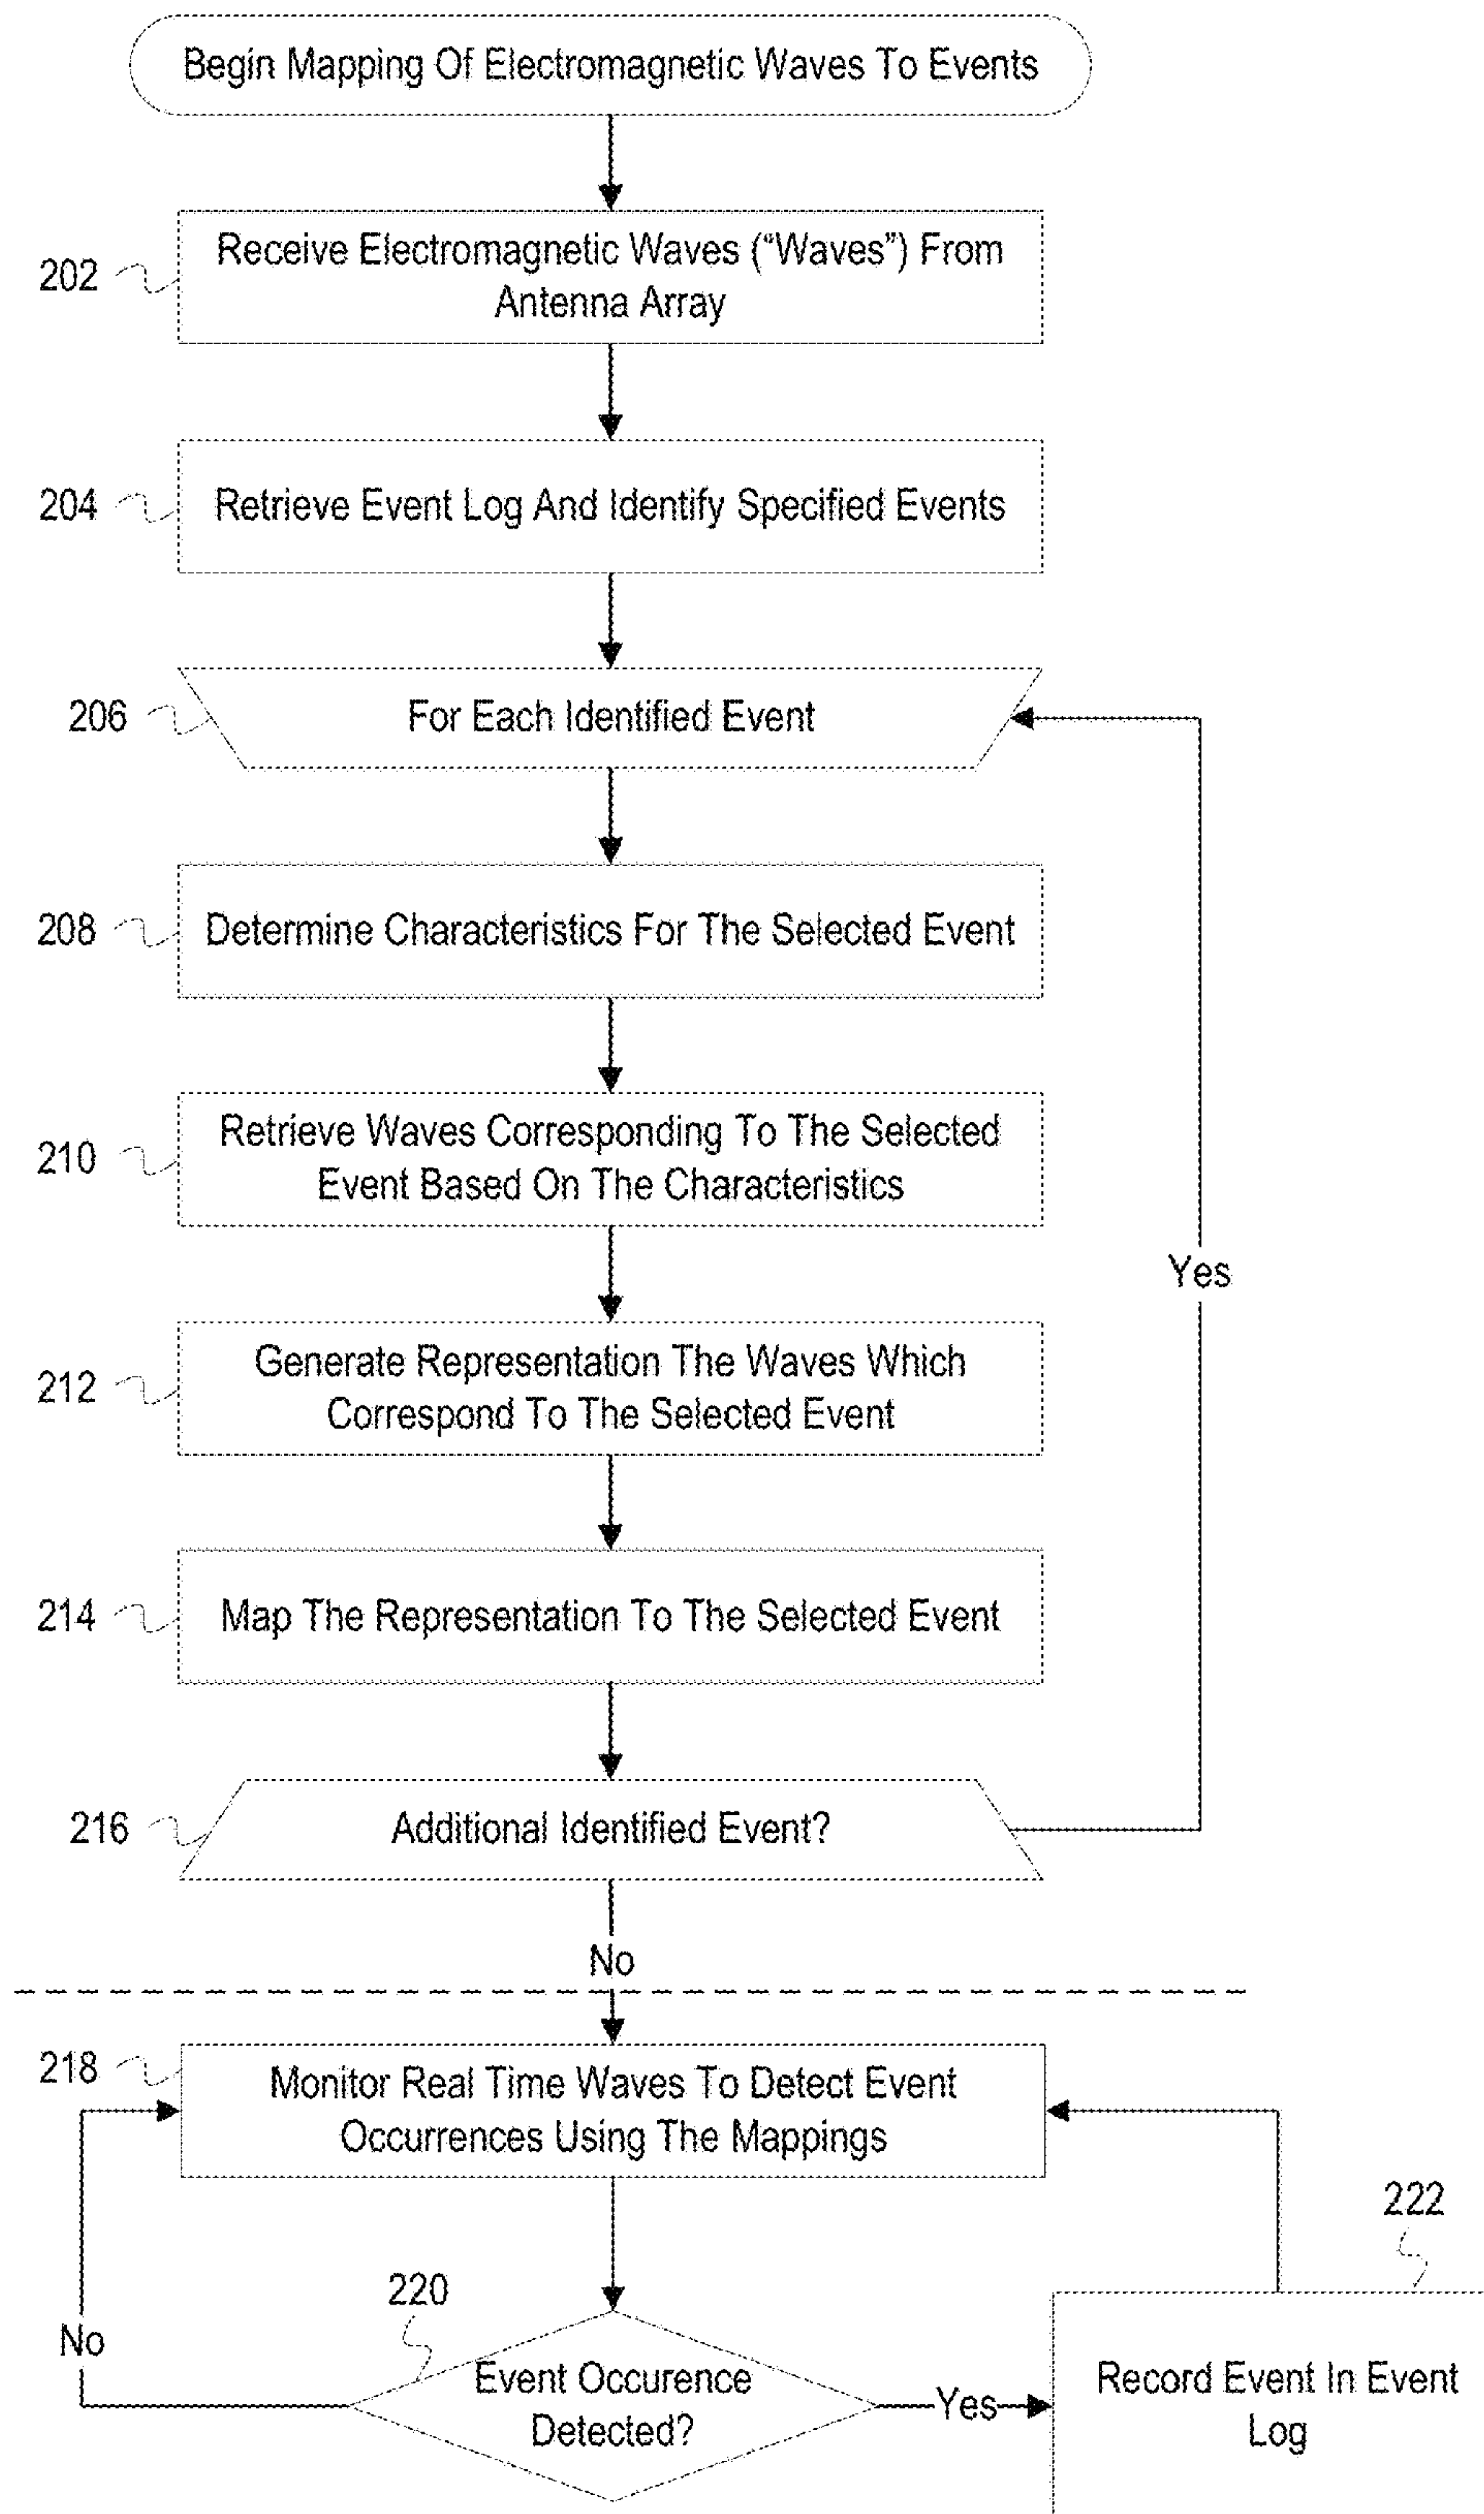 Begin Mapping Of Electromagnetic Waves To Events
202
Receive Electromagnetic Waves (“Waves”) From
Antenna Array
204
Retrieve Event Log And Identify Specified Events
206
For Each Identified Event
208
Determine Characteristics For The Selected Event
210
Retrieve Waves Corresponding To The Selected
Event Based On The Characteristics
Yes
212
Generate Representation The Waves Which
Correspond To The Selected Event
214
Map The Representation To The Selected Event
216
Additional Identified Event?
No
218
Monitor Real Time Waves To Detect Event
Occurrences Using The Mappings
222
220
No
Event Occurence
Detected?
Yes
Record Event In Event
Log